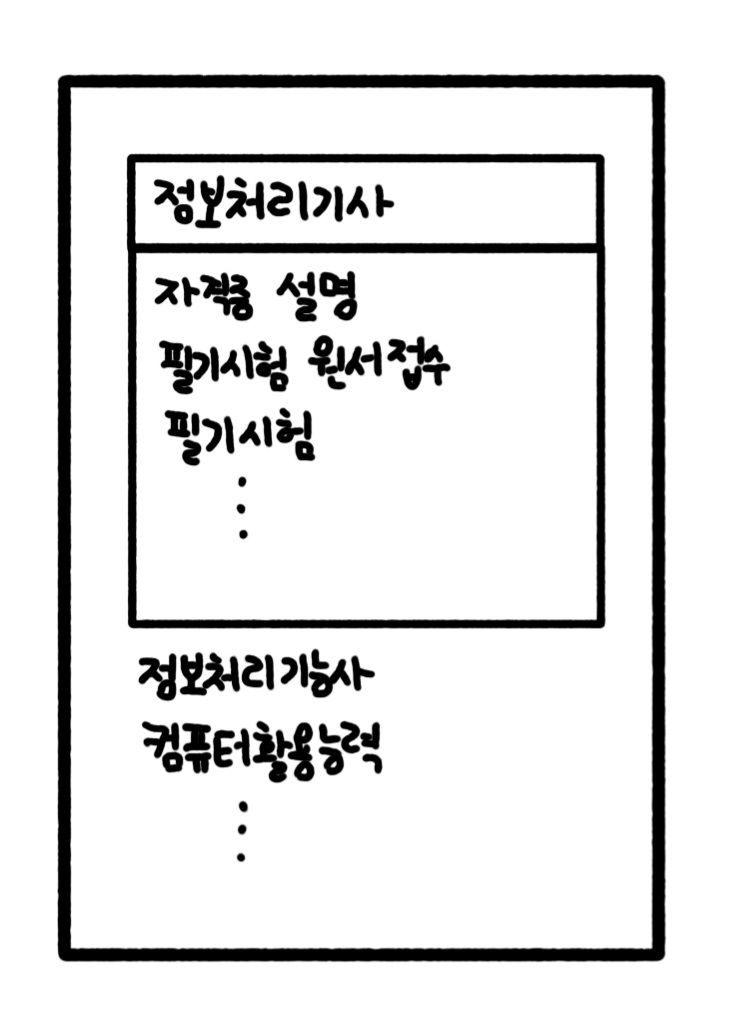 정보처리기사
자격증 설명
필기시험 원서접수
필기시험
정보처리기능사
컴퓨터활용능력